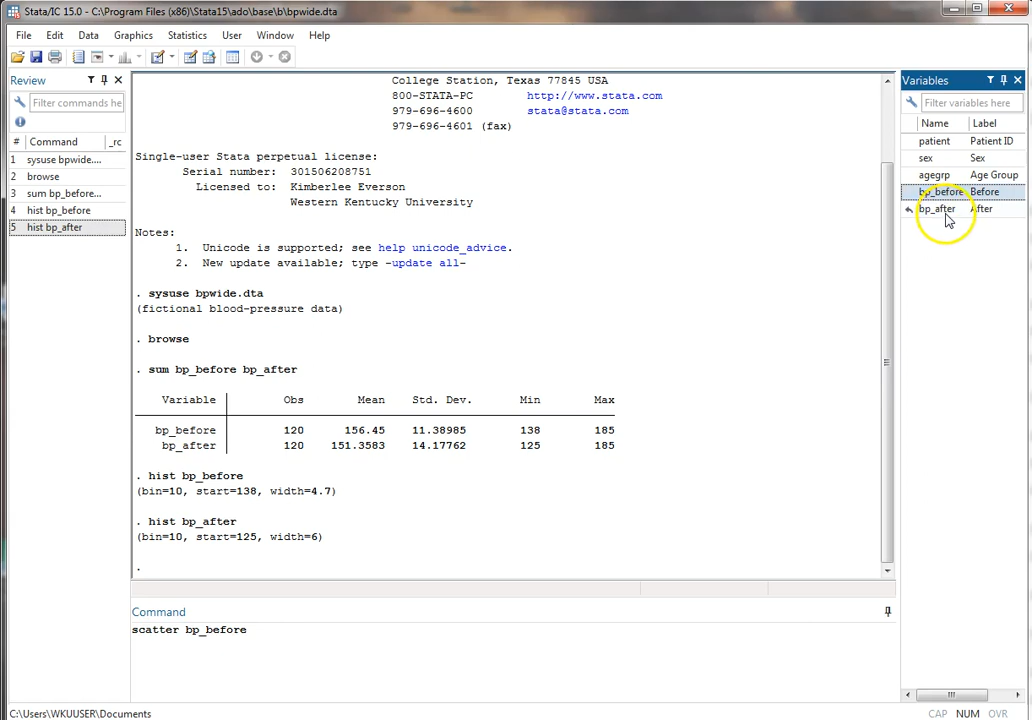 Stata/IC 15.0 - C:\Program Files (x86)\Stata15\ado\base\b\bpwide.dta
File Edit Data Graphics Statistics User Window Help
Review
Filter commands he
# Command _rc
1 sysuse bpwide....
2 browse
3 sum bp_before...
4 hist bp_before
5 hist bp_after
College Station, Texas 77845 USA
800-STATA-PC http://www.stata.com
979-696-4600 stata@stata.com
979-696-4601 (fax)
Single-user Stata perpetual license:
Serial number: 301506208751
Licensed to: Kimberlee Everson
Western Kentucky University
Notes:
1. Unicode is supported; see help unicode_advice.
2. New update available; type -update all-
. sysuse bpwide.dta
(fictional blood-pressure data)
. browse
. sum bp_before bp_after
Variable Obs Mean Std. Dev. Min Max
bp_before 120 156.45 11.38985 138 185
bp_after 120 151.3583 14.17762 125 185
. hist bp_before
(bin=10, start=138, width=4.7)
. hist bp_after
(bin=10, start=125, width=6)
.
Command
scatter bp_before
Variables
Filter variables here
Name Label
patient Patient ID
sex Sex
agegrp Age Group
bp_before Before
bp_after After
C:\Users\WKUUSER\Documents
CAP NUM OVR